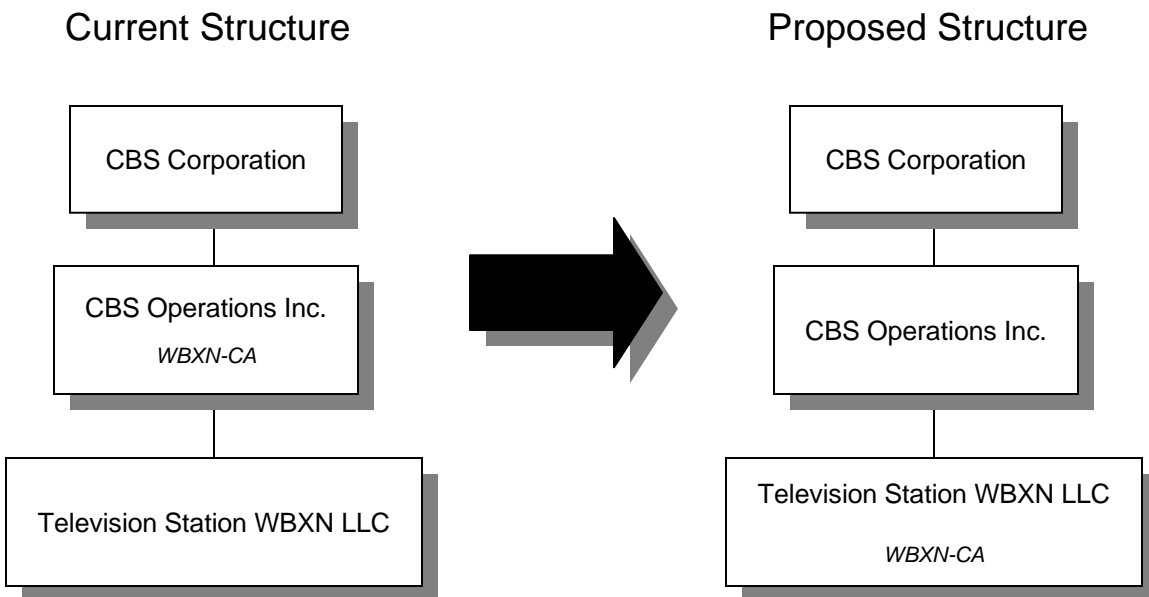 Current Structure
CBS Corporation
CBS Operations Inc.
WBXN-CA
Television Station WBXN LLC
Proposed Structure
CBS Corporation
CBS Operations Inc.
Television Station WBXN LLC
WBXN-CA